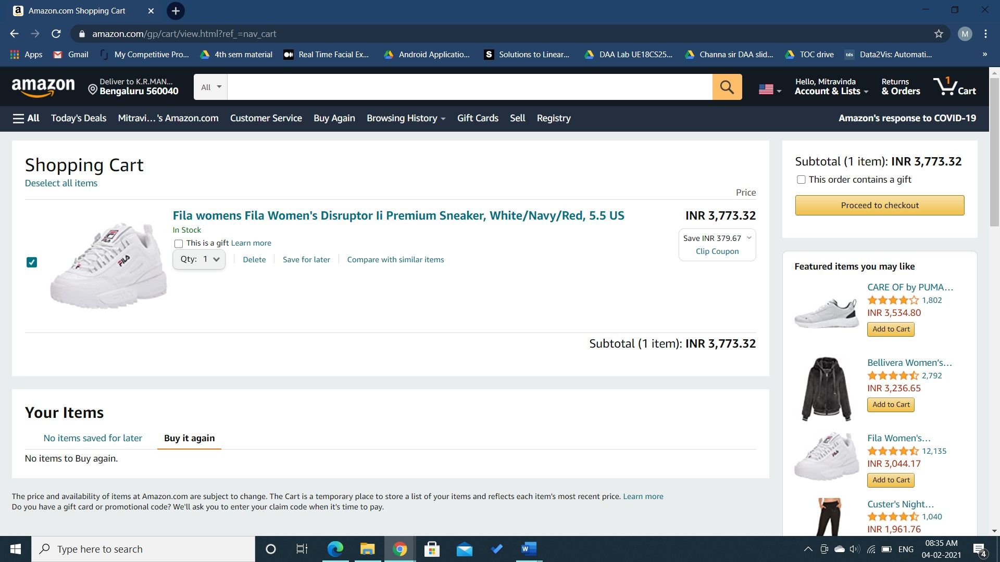 Amazon.com Shopping Cart
amazon.com/gp/cart/view.html?ref_=nav_cart
M
Apps Gmail My Competitive Pro... 4th sem material Real Time Facial Ex... Android Applicatio... S Solutions to Linear... DAA Lab UE18CS25... Channa sir DAA slid... TOC drive tds Data2Vis: Automati... »
amazon
Deliver to K.R.MAN...
Bengaluru 560040
All
Hello, Mitravinda
Account & Lists
Returns
& Orders
1
Cart
All Today's Deals Mitravi...'s Amazon.com Customer Service Buy Again Browsing History Gift Cards Sell Registry Amazon's response to COVID-19
Shopping Cart
Deselect all items
Price
Fila womens Fila Women's Disruptor Ii Premium Sneaker, White/Navy/Red, 5.5 US INR 3,773.32
In Stock
This is a gift Learn more
Qty: 1 Delete Save for later Compare with similar items
Save INR 379.67
Clip Coupon
FILA
FILA
Subtotal (1 item): INR 3,773.32
Subtotal (1 item): INR 3,773.32
This order contains a gift
Proceed to checkout
Featured items you may like
CARE OF by PUMA...
1,802
INR 3,534.80
Add to Cart
Bellivera Women's...
2,792
INR 3,236.65
Add to Cart
Fila Women's...
12,135
INR 3,044.17
Add to Cart
Custer's Night...
1,040
INR 1,961.76
Your Items
No items saved for later Buy it again
No items to Buy again.
The price and availability of items at Amazon.com are subject to change. The Cart is a temporary place to store a list of your items and reflects each item's most recent price. Learn more
Do you have a gift card or promotional code? We'll ask you to enter your claim code when it's time to pay.
Type here to search
W
ENG
08:35 AM
04-02-2021
4